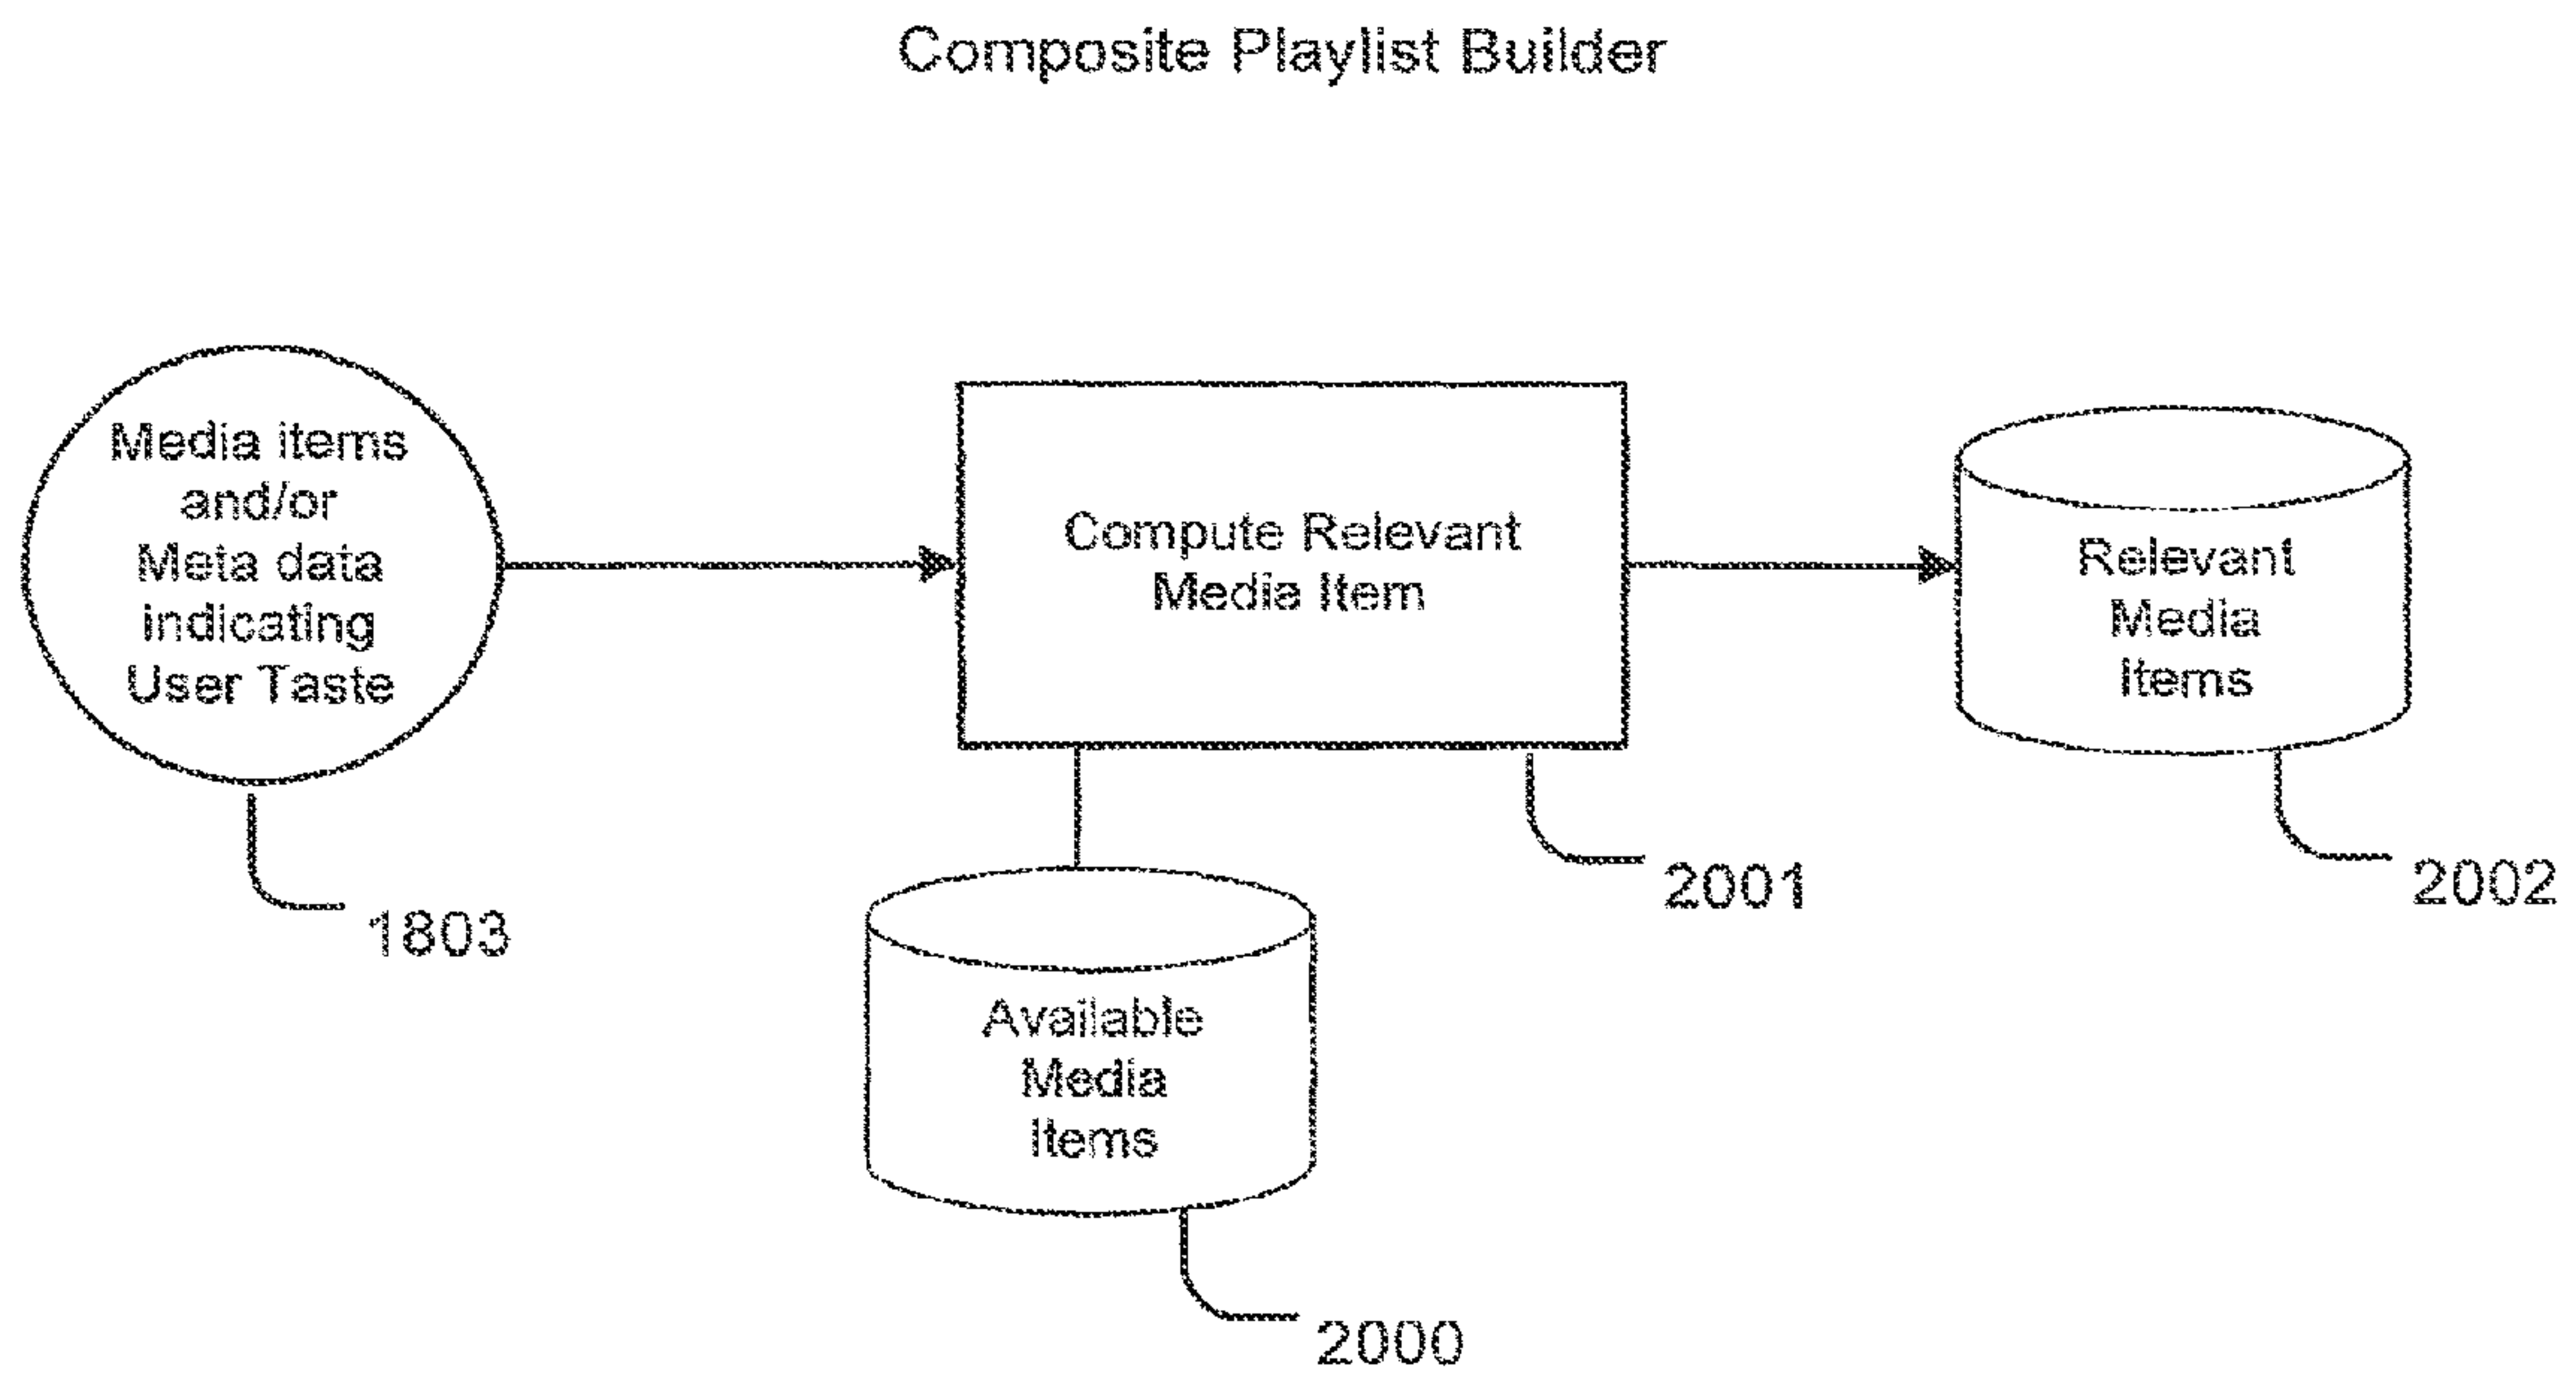 Composite Playlist Builder
Media items
and/or
Meta data
indicating
User Taste
1803
Compute Relevant
Media Item
2001
Relevant
Media
Items
2002
Available
Media
Items
2000